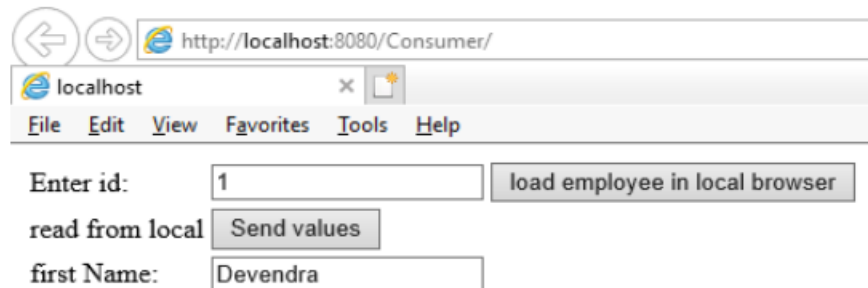 http://localhost:8080/Consumer/
localhost
File Edit View Favorites Tools Help
Enter id: 1 load employee in local browser
read from local Send values
first Name: Devendra